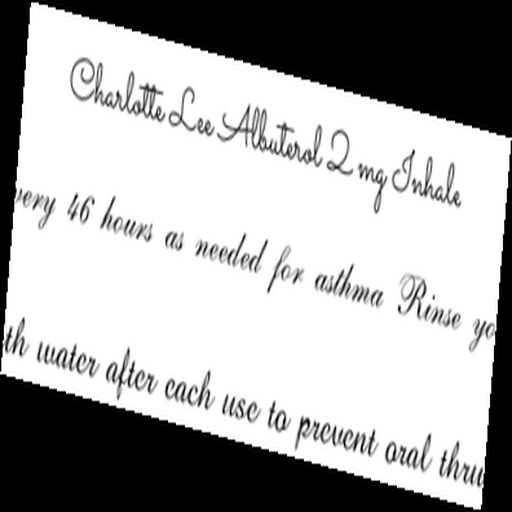 Charlotte Lee Albuterol 2 mg Inhale
very 46 hours as needed for asthma Rinse yo
th water after each use to prevent oral thru